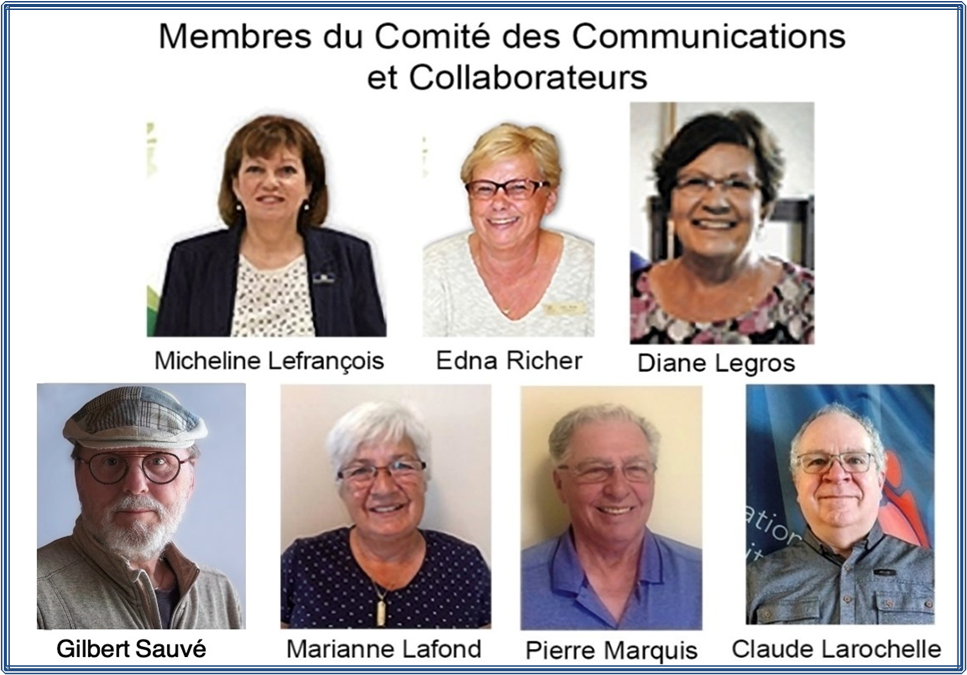 Membres du Comité des Communications
et Collaborateurs
Micheline Lefrançois
Edna Richer
Diane Legros
Gilbert Sauvé
Marianne Lafond
Pierre Marquis
Claude Larochelle